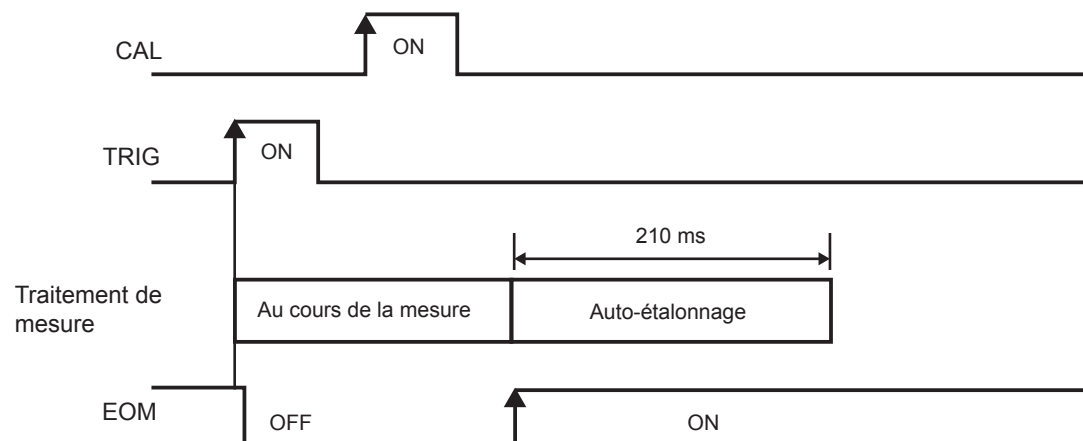 CAL
ON
TRIG
ON
210 ms
Traitement de
mesure
Au cours de la mesure
Auto-étalonnage
EOM
OFF
ON